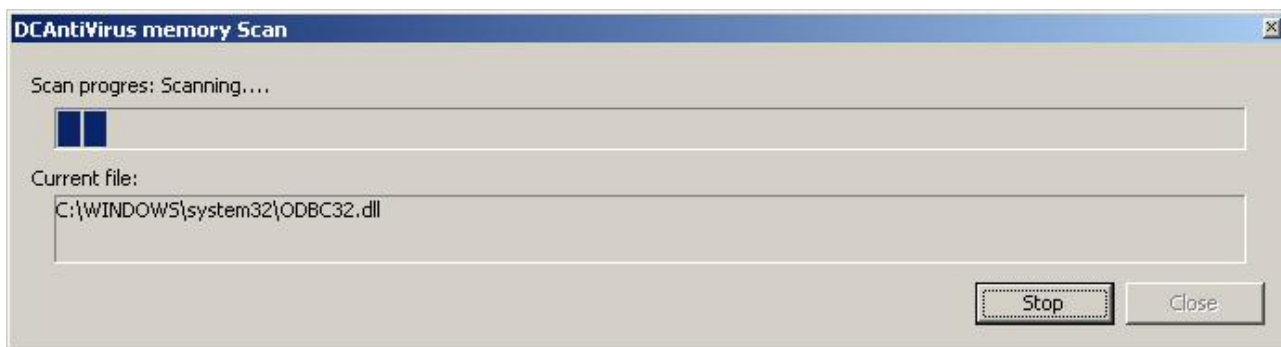 DCAntiVirus memory Scan
Scan progres: Scanning....
Current file:
C:\WINDOWS\system32\ODBC32.dll
Stop
Close